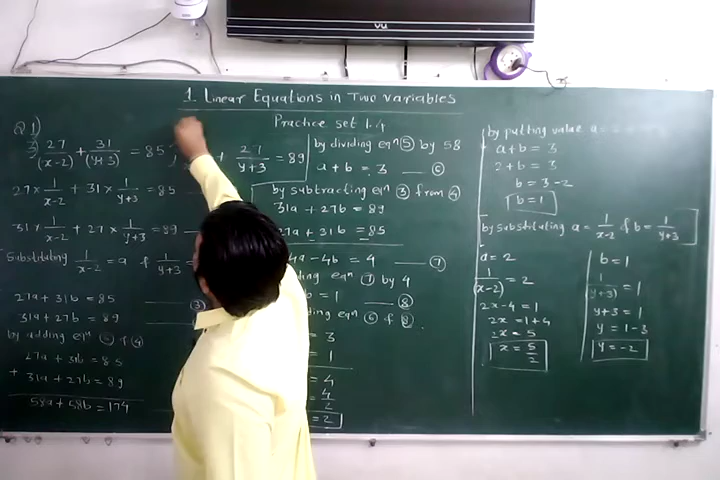 vu
1. Linear Equations in Two variables
Practice set 1.4
Q 1)
3) 27/(x-2) + 31/(y+3) = 85,
+ 27/y+3 = 89
27 × 1/x-2 + 31 × 1/y+3 = 85
31 × 1/x-2 + 27 × 1/y+3 = 89
Substituting 1/x-2 = a & 1/y+3
27a + 31b = 85 — ③
31a + 27b = 89
by adding eqn ③ & ④
27a + 31b = 85
+ 31a + 27b = 89
58a + 58b = 174
by dividing eqn ⑤ by 58
a + b = 3 — ⑥
by subtracting eqn ③ from ④
31a + 27b = 89
27a + 31b = 85
4a - 4b = 4 — ⑦
eqn ⑦ by 4
b = 1 — ⑧
eqn ⑥ & ⑧
= 3
= 1
= 4
= 4/2
= 2
by putting value a=
a + b = 3
2 + b = 3
b = 3-2
b = 1
by substituting a = 1/x-2 & b = 1/y+3
a = 2
1/(x-2) = 2
2x-4 = 1
2x = 1+4
2x = 5
x = 5/2
b = 1
1/(y+3) = 1
y+3 = 1
y = 1-3
y = -2